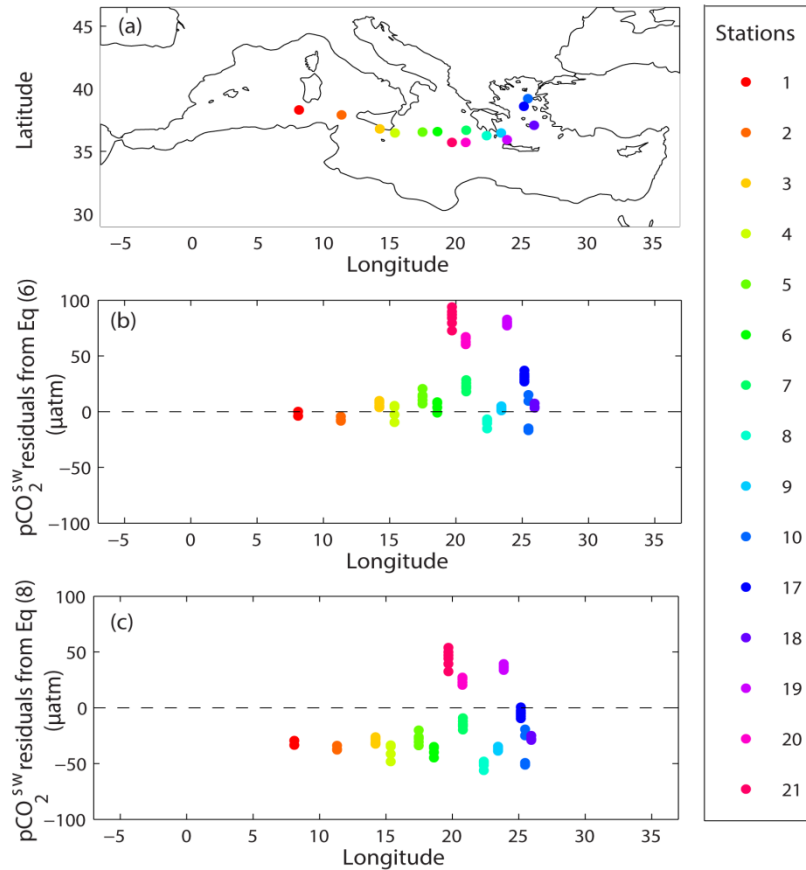 (a)
Latitude
45
40
35
30
−5 0 5 10 15 20 25 30 35
Longitude
(b)
pCO₂ˢʷ residuals from Eq (6)
(µatm)
100
50
0
−50
−100
−5 0 5 10 15 20 25 30 35
Longitude
(c)
pCO₂ˢʷ residuals from Eq (8)
(µatm)
100
50
0
−50
−100
−5 0 5 10 15 20 25 30 35
Longitude
Stations
1
2
3
4
5
6
7
8
9
10
17
18
19
20
21